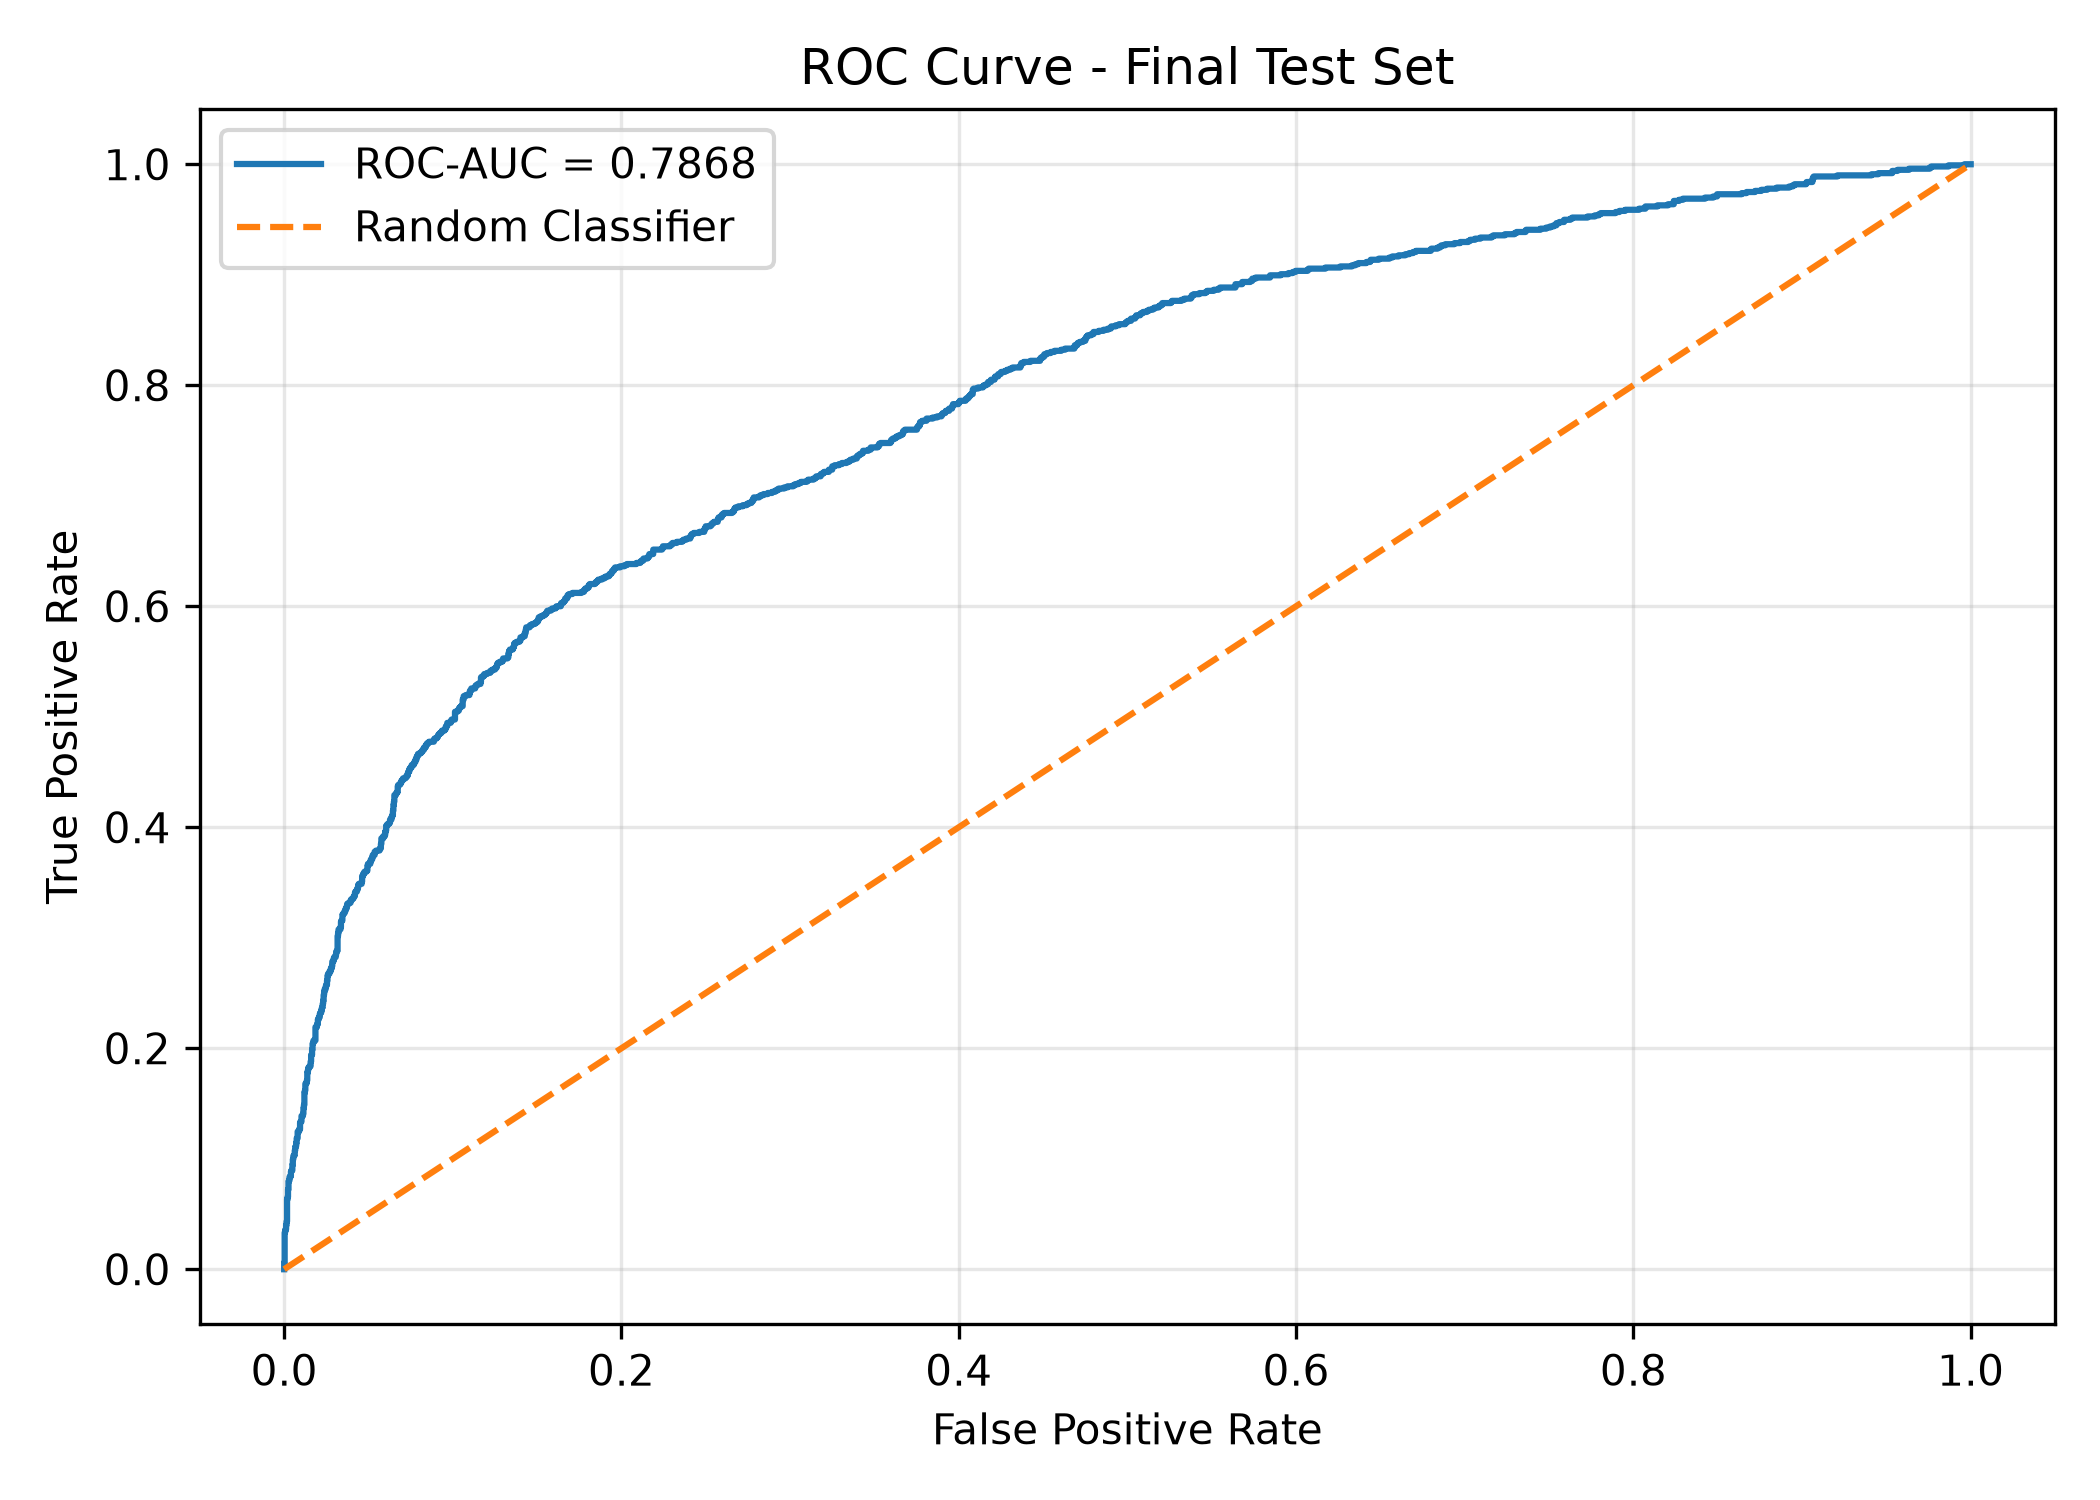 ROC Curve - Final Test Set
ROC-AUC = 0.7868
Random Classifier
True Positive Rate
1.0
0.8
0.6
0.4
0.2
0.0
0.0 0.2 0.4 0.6 0.8 1.0
False Positive Rate